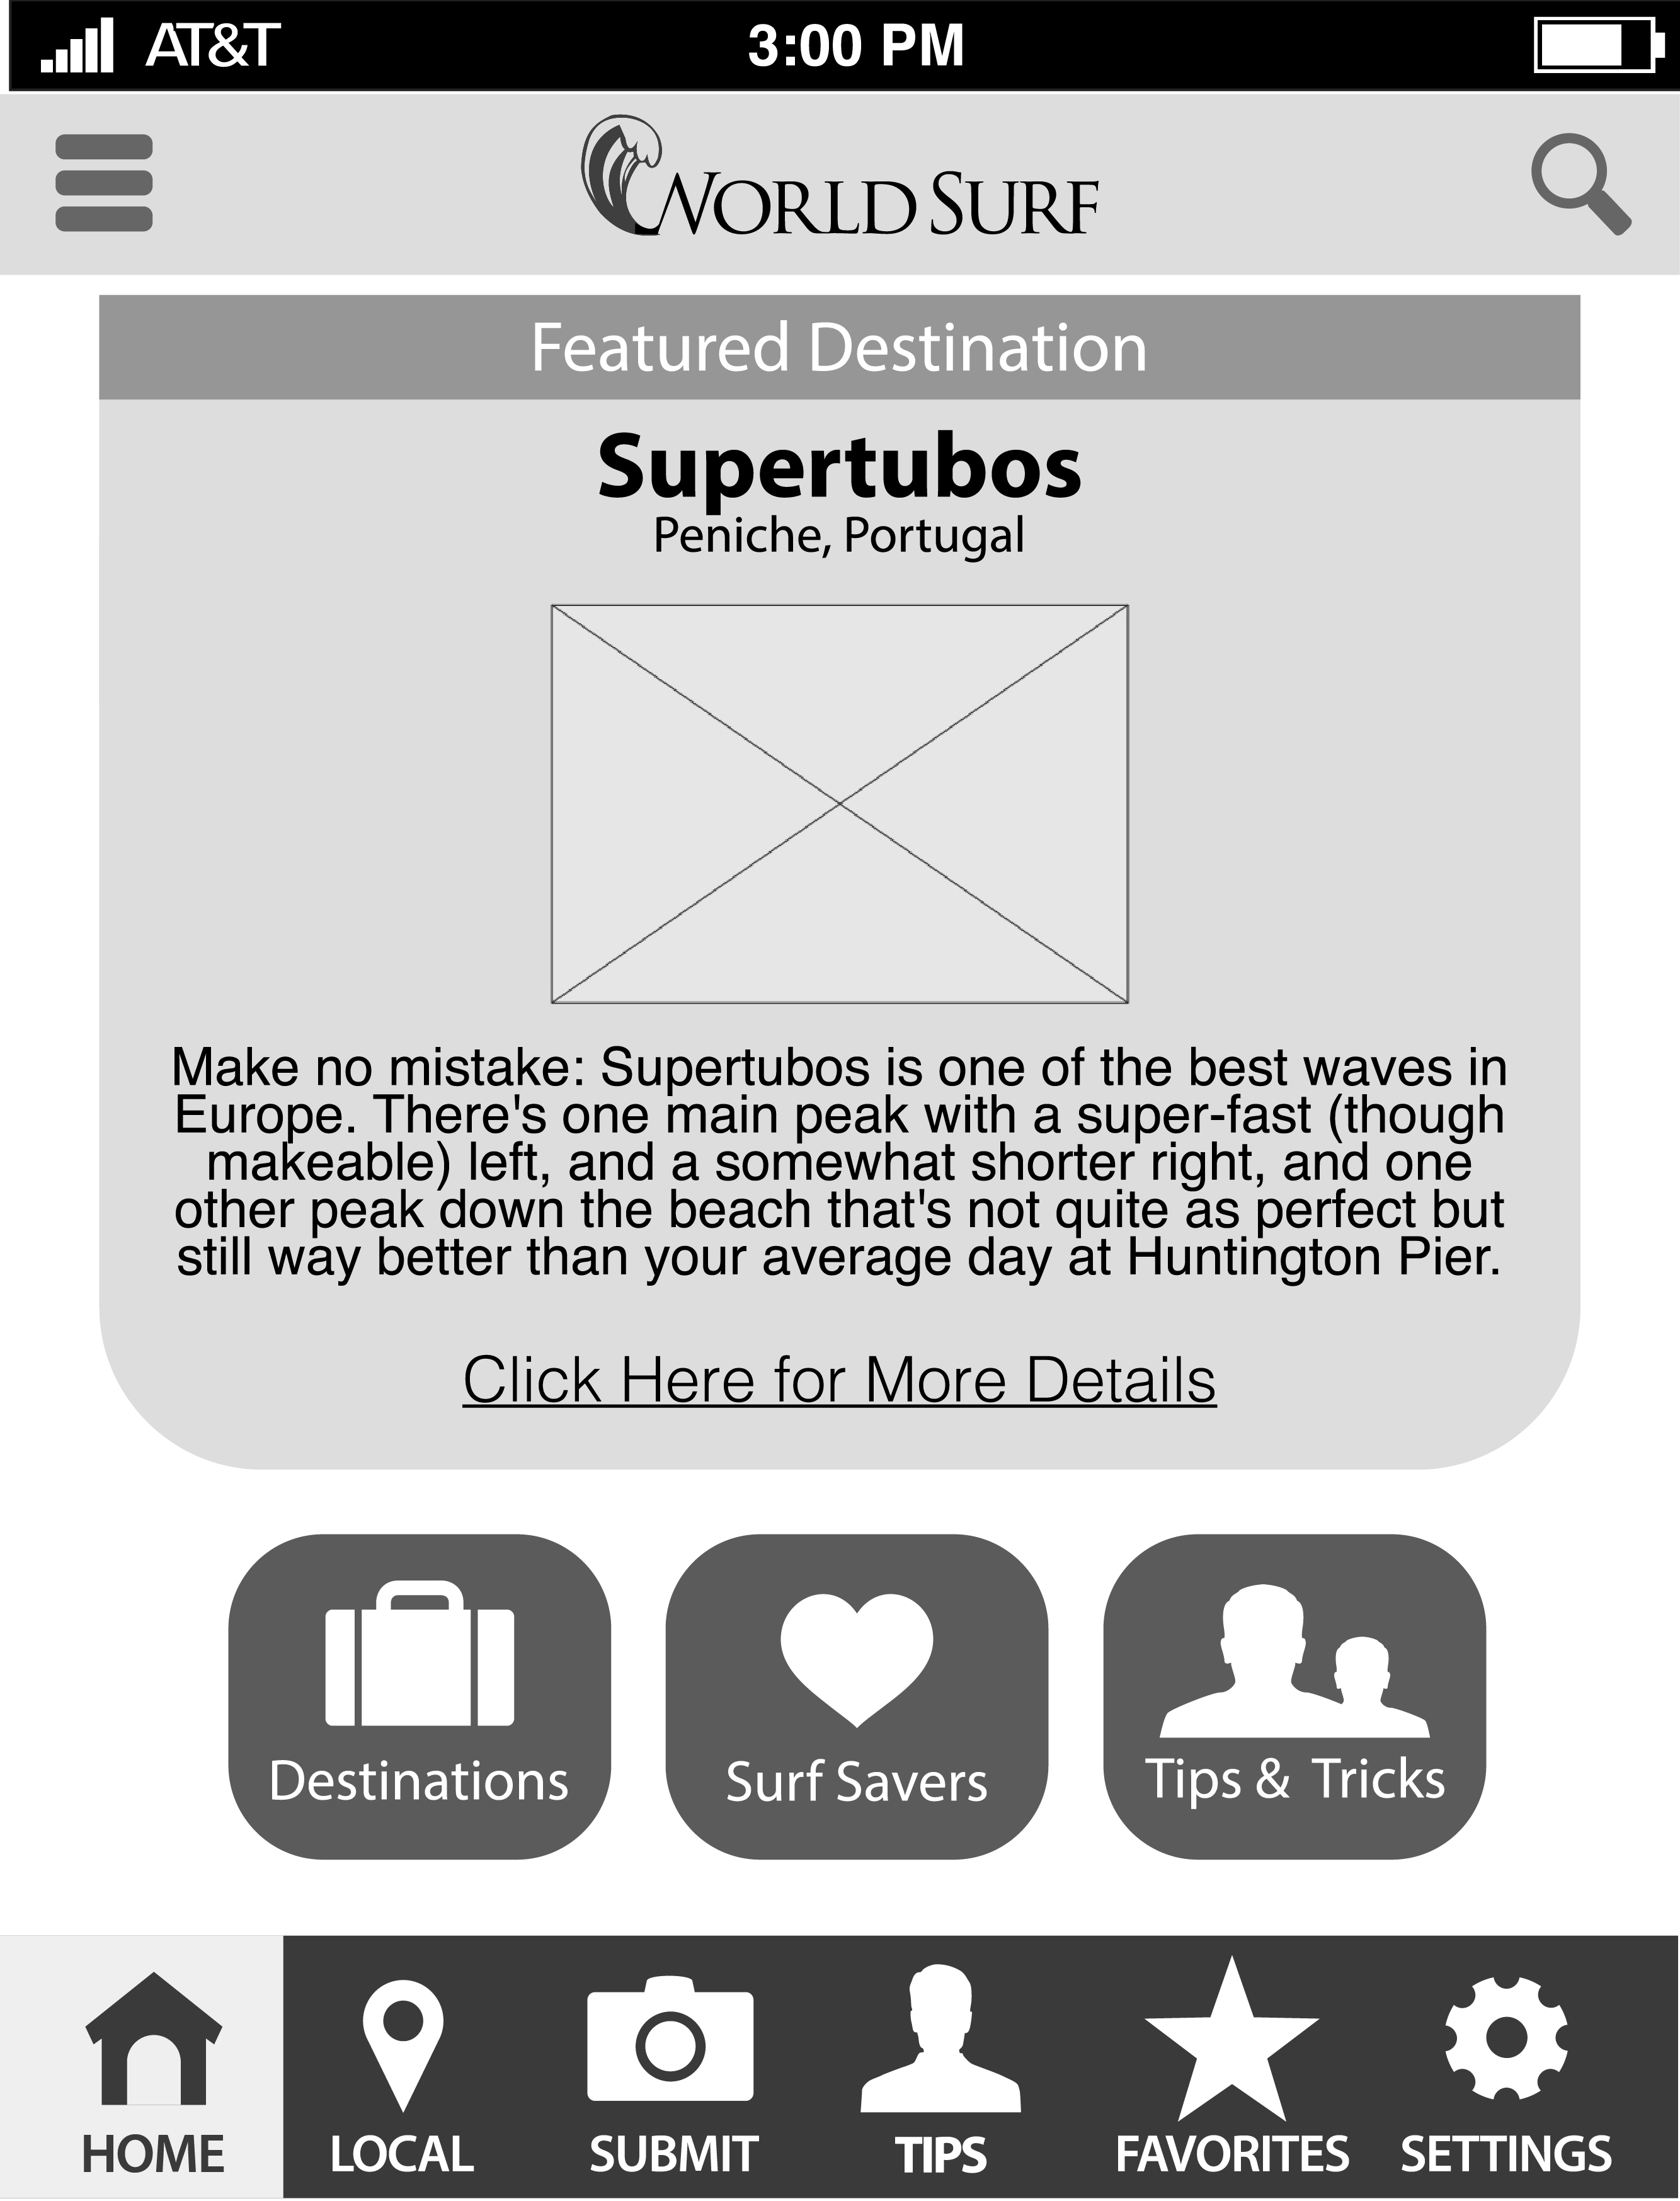 AT&T 3:00 PM
WORLD SURF
Featured Destination
Supertubos
Peniche, Portugal
Make no mistake: Supertubos is one of the best waves in
Europe. There's one main peak with a super-fast (though
makeable) left, and a somewhat shorter right, and one
other peak down the beach that's not quite as perfect but
still way better than your average day at Huntington Pier.
Click Here for More Details
Destinations Surf Savers Tips & Tricks
HOME LOCAL SUBMIT TIPS FAVORITES SETTINGS